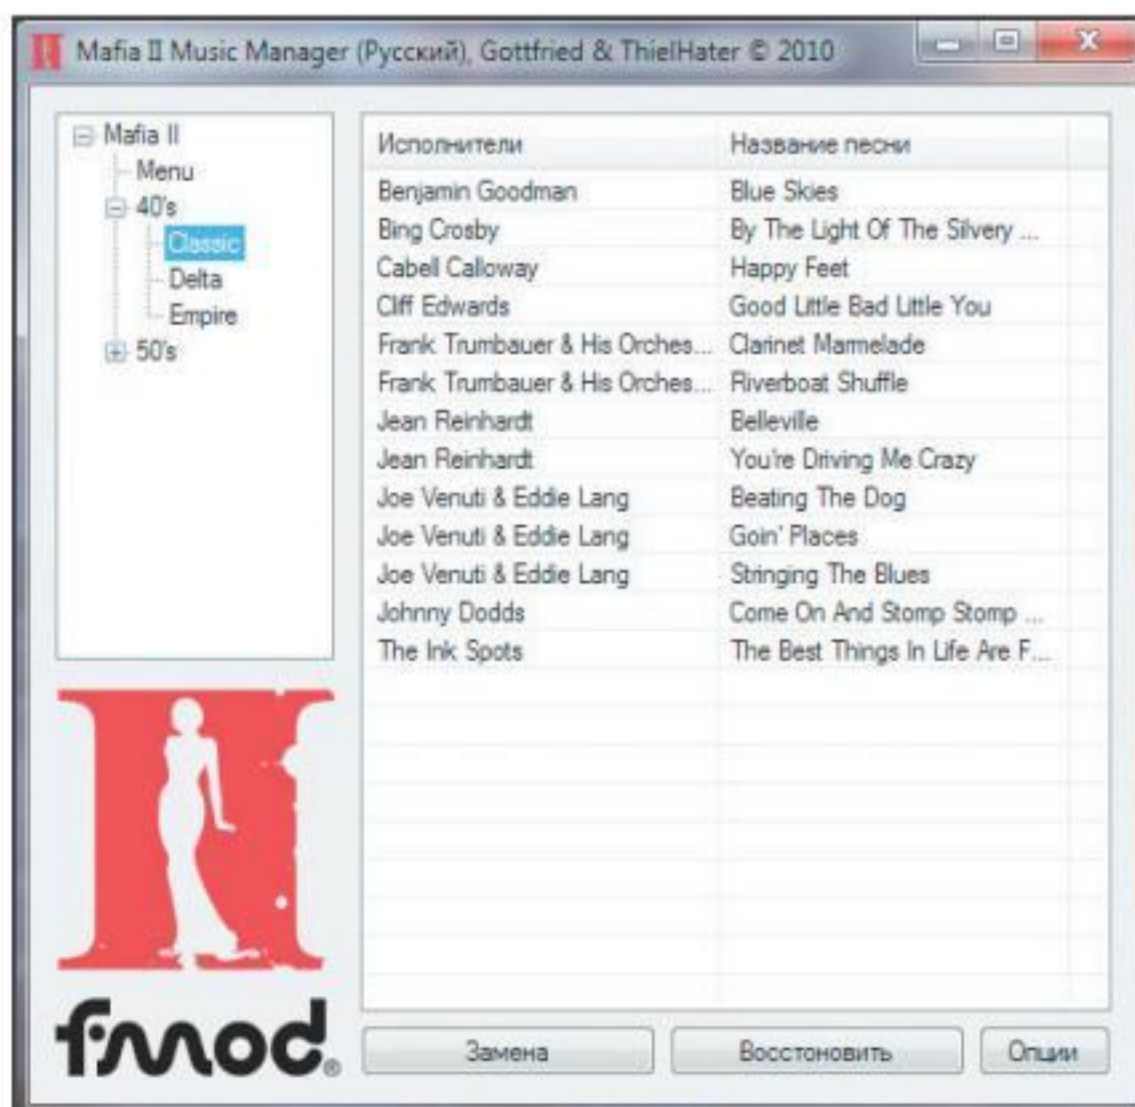 Mafia II Music Manager (Русский), Gottfried & ThielHater © 2010
Mafia II
Menu
40's
Classic
Delta
Empire
50's
Исполнители Название песни
Benjamin Goodman Blue Skies
Bing Crosby By The Light Of The Silvery ...
Cabell Calloway Happy Feet
Cliff Edwards Good Little Bad Little You
Frank Trumbauer & His Orches... Clarinet Marmelade
Frank Trumbauer & His Orches... Riverboat Shuffle
Jean Reinhardt Belleville
Jean Reinhardt You're Driving Me Crazy
Joe Venuti & Eddie Lang Beating The Dog
Joe Venuti & Eddie Lang Goin' Places
Joe Venuti & Eddie Lang Stringing The Blues
Johnny Dodds Come On And Stomp Stomp ...
The Ink Spots The Best Things In Life Are F...
II
fmod®
Замена Восстоновить Опции